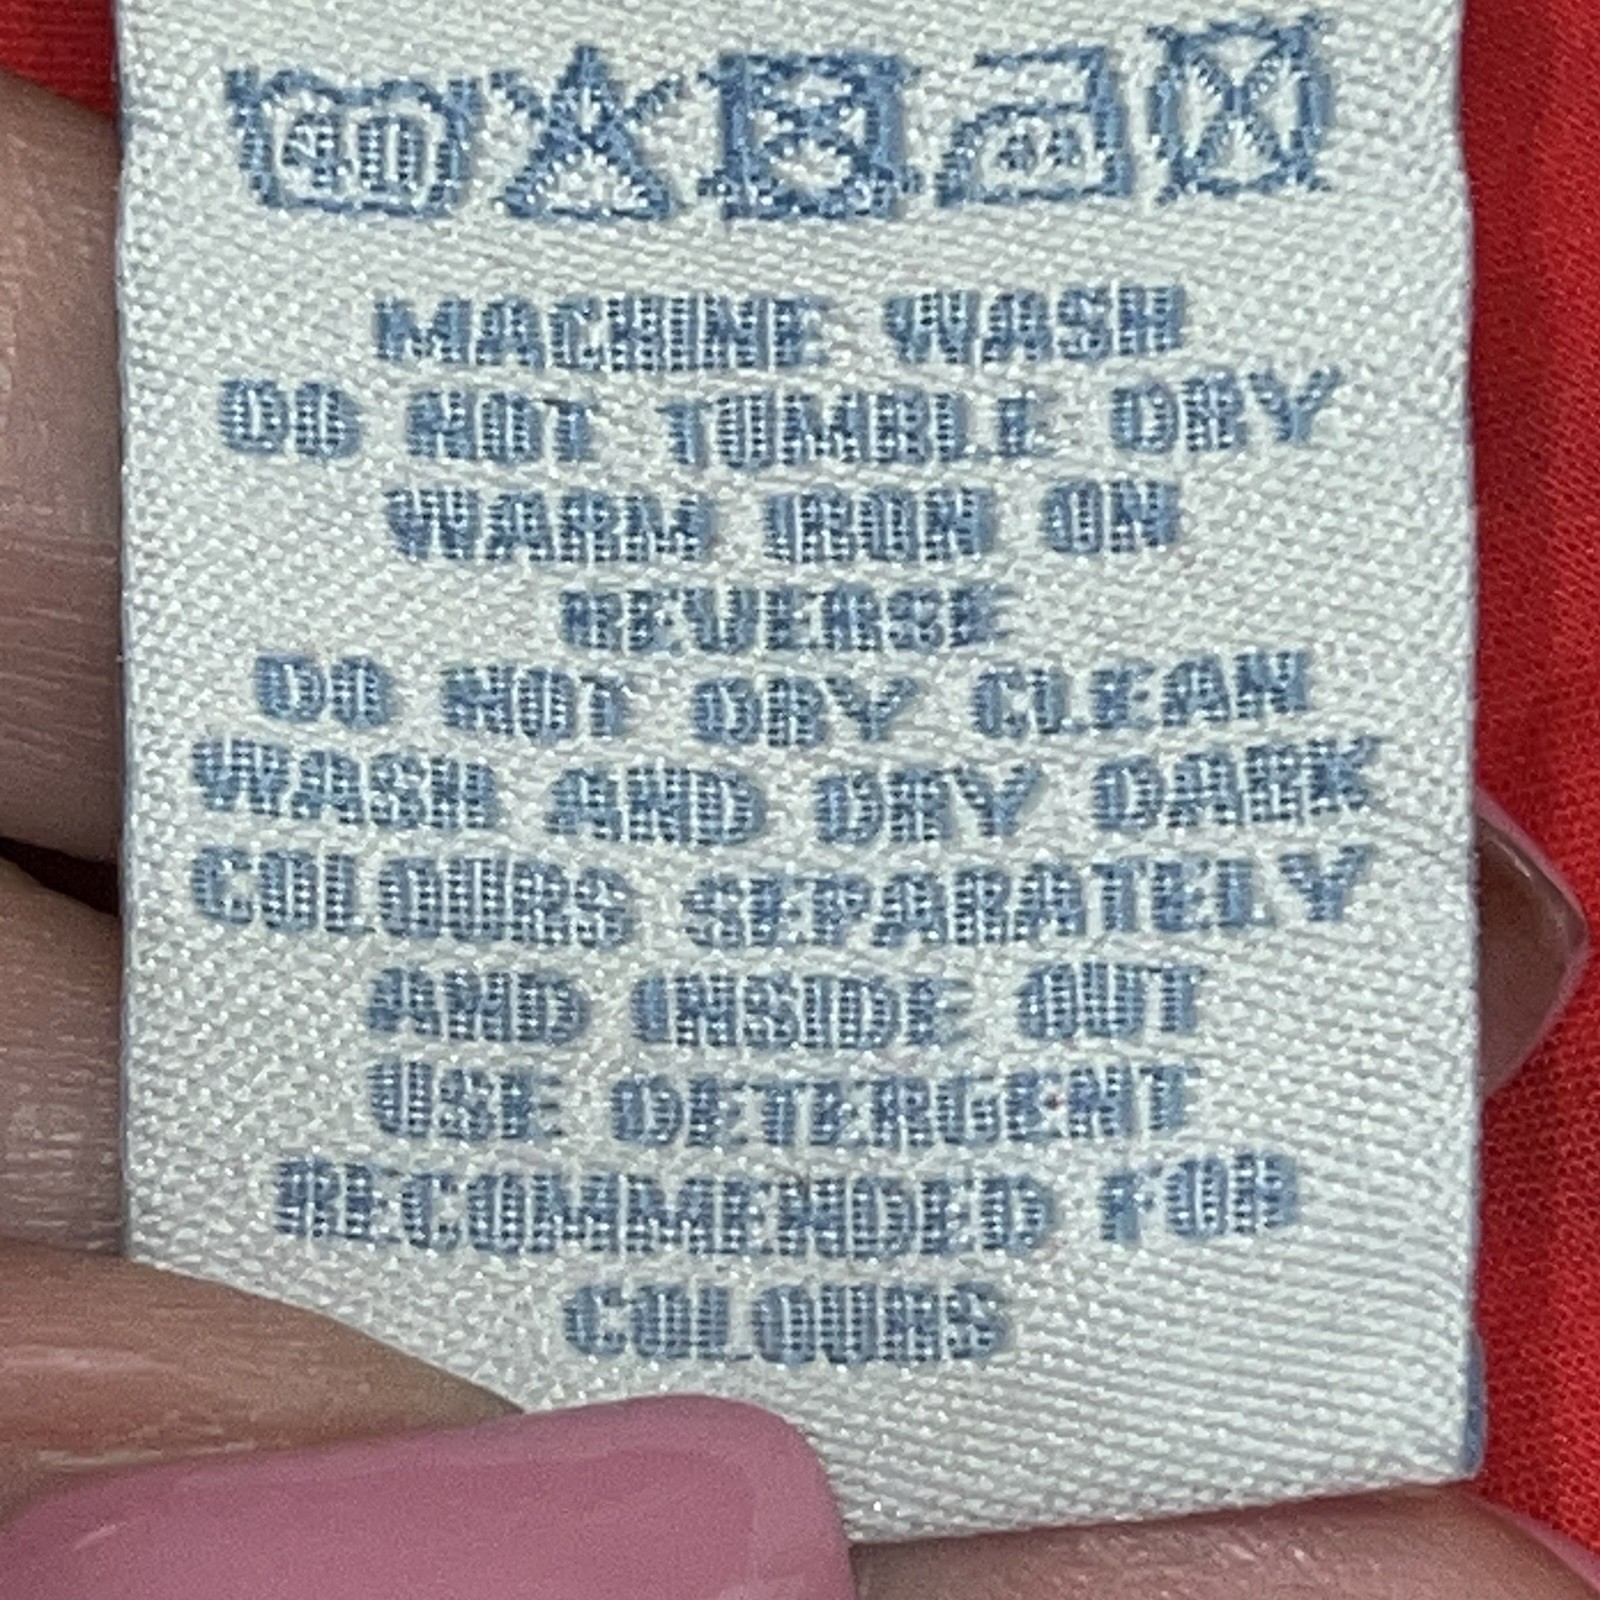 40
MACHINE WASH
DO NOT TUMBLE DRY
WARM IRON ON
REVERSE
DO NOT DRY CLEAN
WASH AND DRY DARK
COLOURS SEPARATELY
AND INSIDE OUT
USE DETERGENT
RECOMMENDED FOR
COLOURS